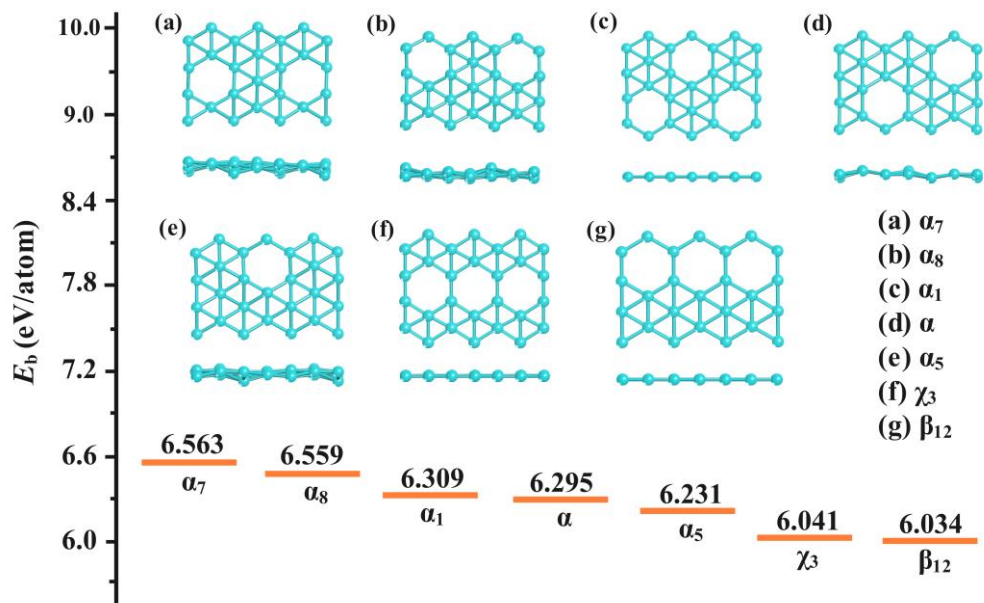 (a)
(b)
(c)
(d)
10.0
9.0
8.4
7.8
7.2
6.6
6.0
E_b (eV/atom)
(e)
(f)
(g)
(a) α₇
(b) α₈
(c) α₁
(d) α
(e) α₅
(f) χ₃
(g) β₁₂
6.563
α₇
6.559
α₈
6.309
α₁
6.295
α
6.231
α₅
6.041
χ₃
6.034
β₁₂